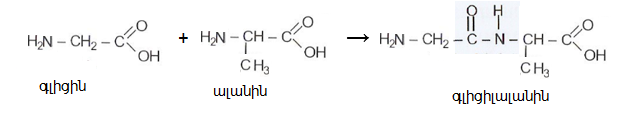 H₂N – CH₂ – C O OH + H₂N – CH – C O OH CH₃ → H₂N – CH₂ – C O – N H – CH – C O OH CH₃
գլիցին ալանին գլիցիլալանին